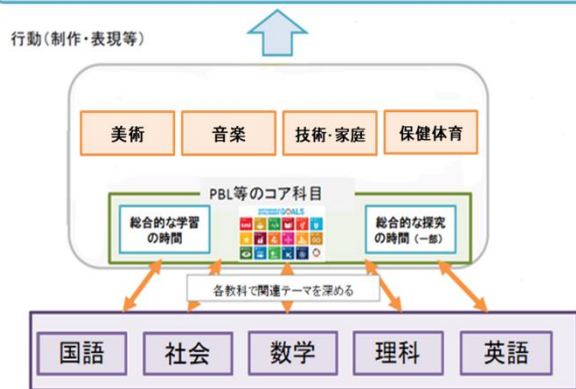 行動(制作・表現等)
美術
音楽
技術・家庭
保健体育
PBL等のコア科目
総合的な学習
の時間
GOALS
総合的な探究
の時間(一部)
各教科で関連テーマを深める
国語
社会
数学
理科
英語